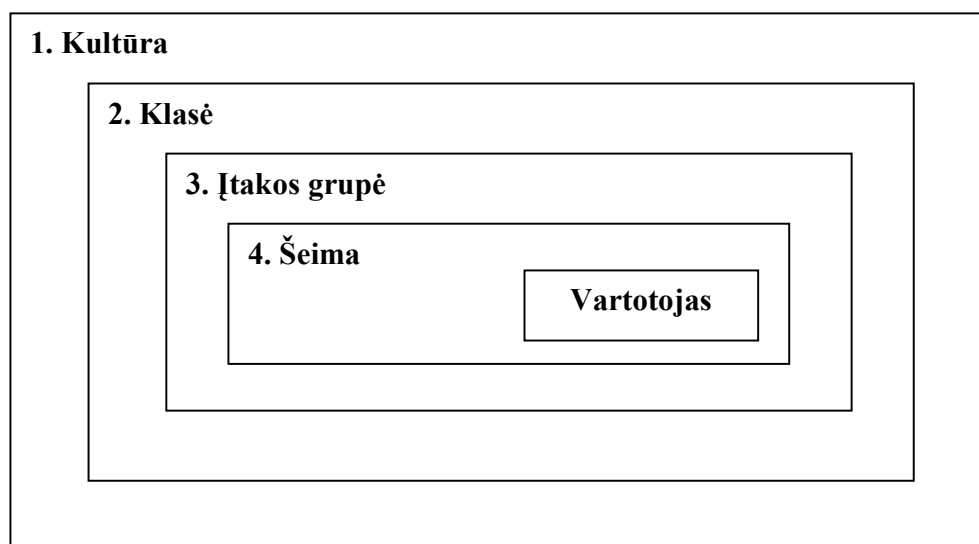 1. Kultūra
2. Klasė
3. Įtakos grupė
4. Šeima
Vartotojas